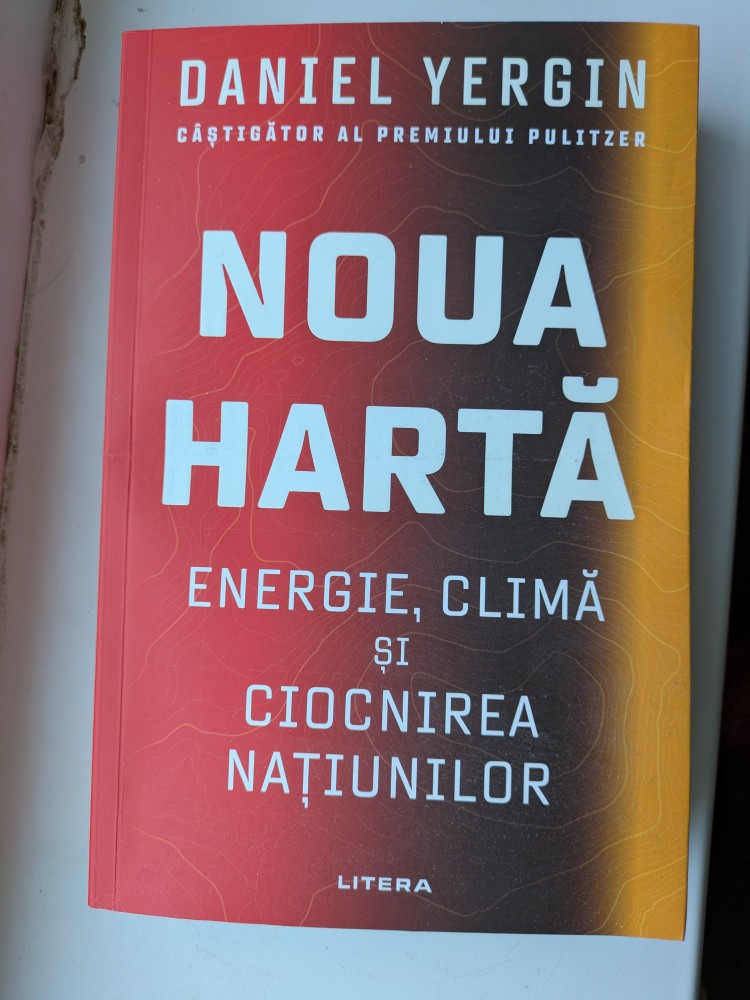 DANIEL YERGIN
CÂȘTIGĂTOR AL PREMIULUI PULITZER
NOUA
HARTĂ
ENERGIE, CLIMĂ
ȘI
CIOCNIREA
NAȚIUNILOR
LITERA